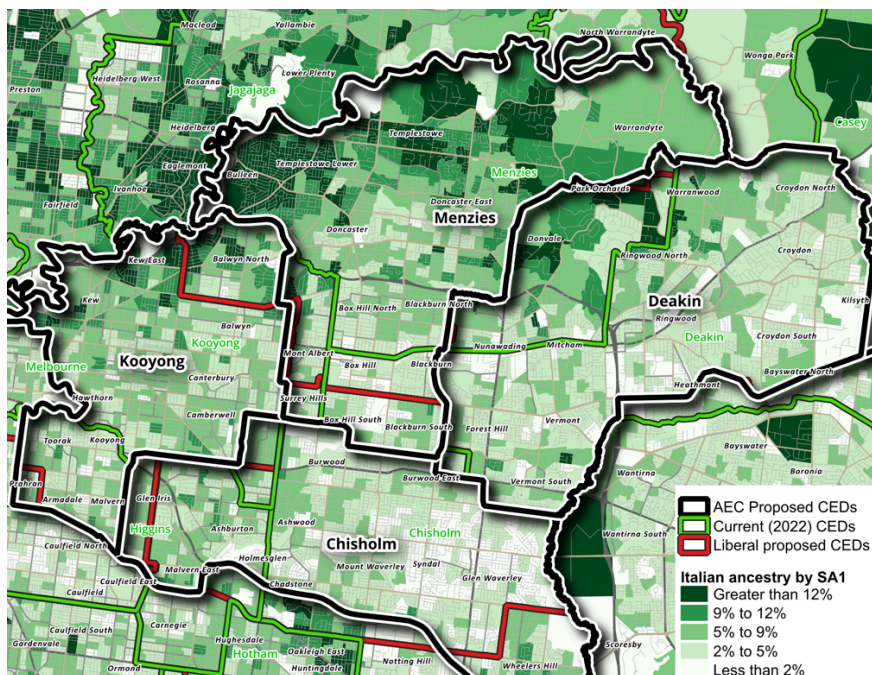 Macleod
Yallambie
North Warrandyte
Wonga Park
Heidelberg West
Rosanna
Lower Plenty
Preston
Jagajaga
Casey
Heidelberg
Templestowe
Warrandyte
Eaglemont
Templestowe Lower
Bulleen
Menzies
Ivanhoe
Park Orchards
Warranwood
Croydon North
Fairfield
Doncaster East
Menzies
Doncaster
Donvale
Kew East
Balwyn North
Ringwood North
Croydon
Kew
Deakin
Kilsyth
Box Hill North
Blackburn North
Ringwood
Balwyn
Kooyong
Nunawading
Mitcham
Deakin
Croydon South
Mont Albert
Melbourne
Kooyong
Box Hill
Blackburn
Bayswater North
Canterbury
Heathmont
Hawthorn
Surrey Hills
Camberwell
Box Hill South
Blackburn South
Forest Hill
Vermont
Toorak
Kooyong
Bayswater
Burwood
Wantirna
Boronia
Burwood East
Vermont South
Prahran
Armadale
Malvern
Glen Iris
Higgins
Ashburton
Ashwood
Chisholm
Chisholm
Wantirna South
Caulfield North
Holmesglen
Mount Waverley
Syndal
Malvern East
Caulfield East
Chadstone
Glen Waverley
Caulfield
Carnegie
Caulfield South
Hughesdale
Scoresby
Gardenvale
Hotham
Oakleigh East
Notting Hill
Ormond
Huntingdale
Wheelers Hill
AEC Proposed CEDs
Current (2022) CEDs
Liberal proposed CEDs
Italian ancestry by SA1
Greater than 12%
9% to 12%
5% to 9%
2% to 5%
Less than 2%